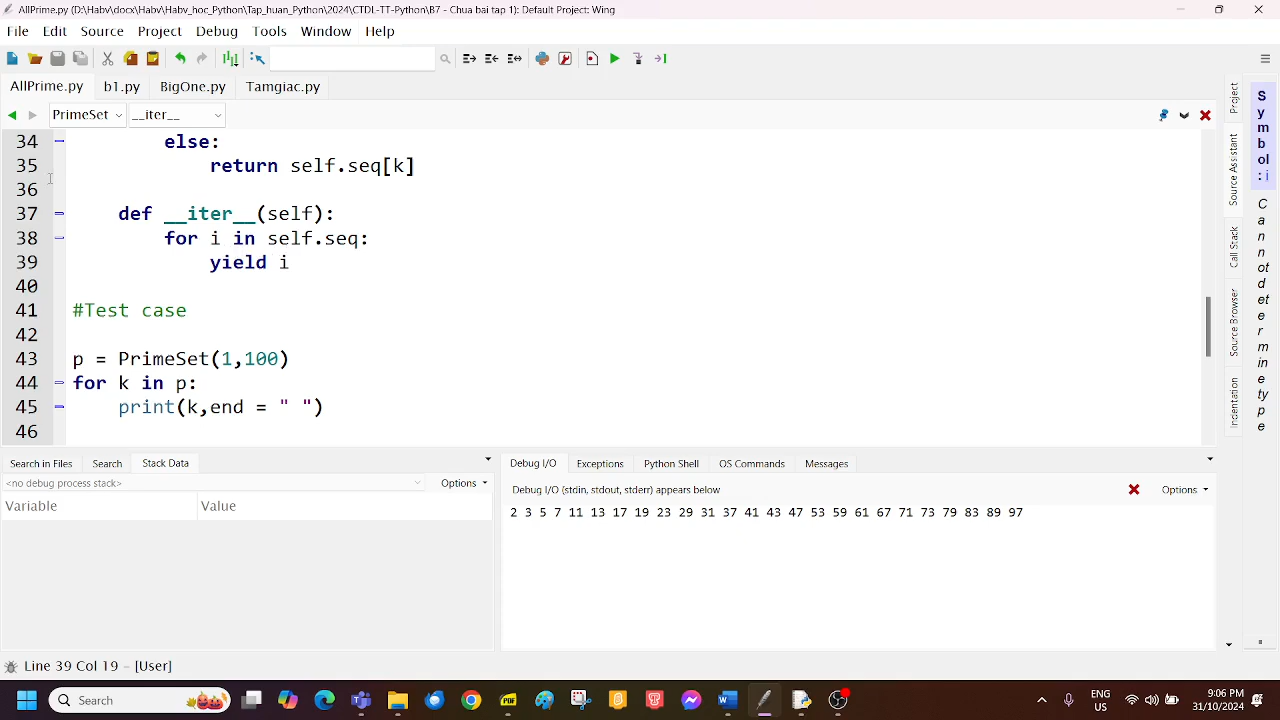 AllPrime.py (D:\Habv\docx\Habv\Habv_hoc_Python\Tap_huan_Python\2024\CTDL-TT-Python\B7 - Chua bai tap 1): Default Project: Wing
File Edit Source Project Debug Tools Window Help
AllPrime.py b1.py BigOne.py Tamgiac.py
PrimeSet __iter__
34 else:
35 return self.seq[k]
36
37 def __iter__(self):
38 for i in self.seq:
39 yield i
40
41 #Test case
42
43 p = PrimeSet(1,100)
44 for k in p:
45 print(k,end = " ")
46
Project
Source Assistant
Call Stack
Source Browser
Indentation
Symbol: i
Cannot determine type
Search in Files Search Stack Data
<no debug process stack> Options
Variable Value
Debug I/O Exceptions Python Shell OS Commands Messages
Debug I/O (stdin, stdout, stderr) appears below Options
2 3 5 7 11 13 17 19 23 29 31 37 41 43 47 53 59 61 67 71 73 79 83 89 97
Line 39 Col 19 - [User]
Search
PDF
ENG
US
9:06 PM
31/10/2024